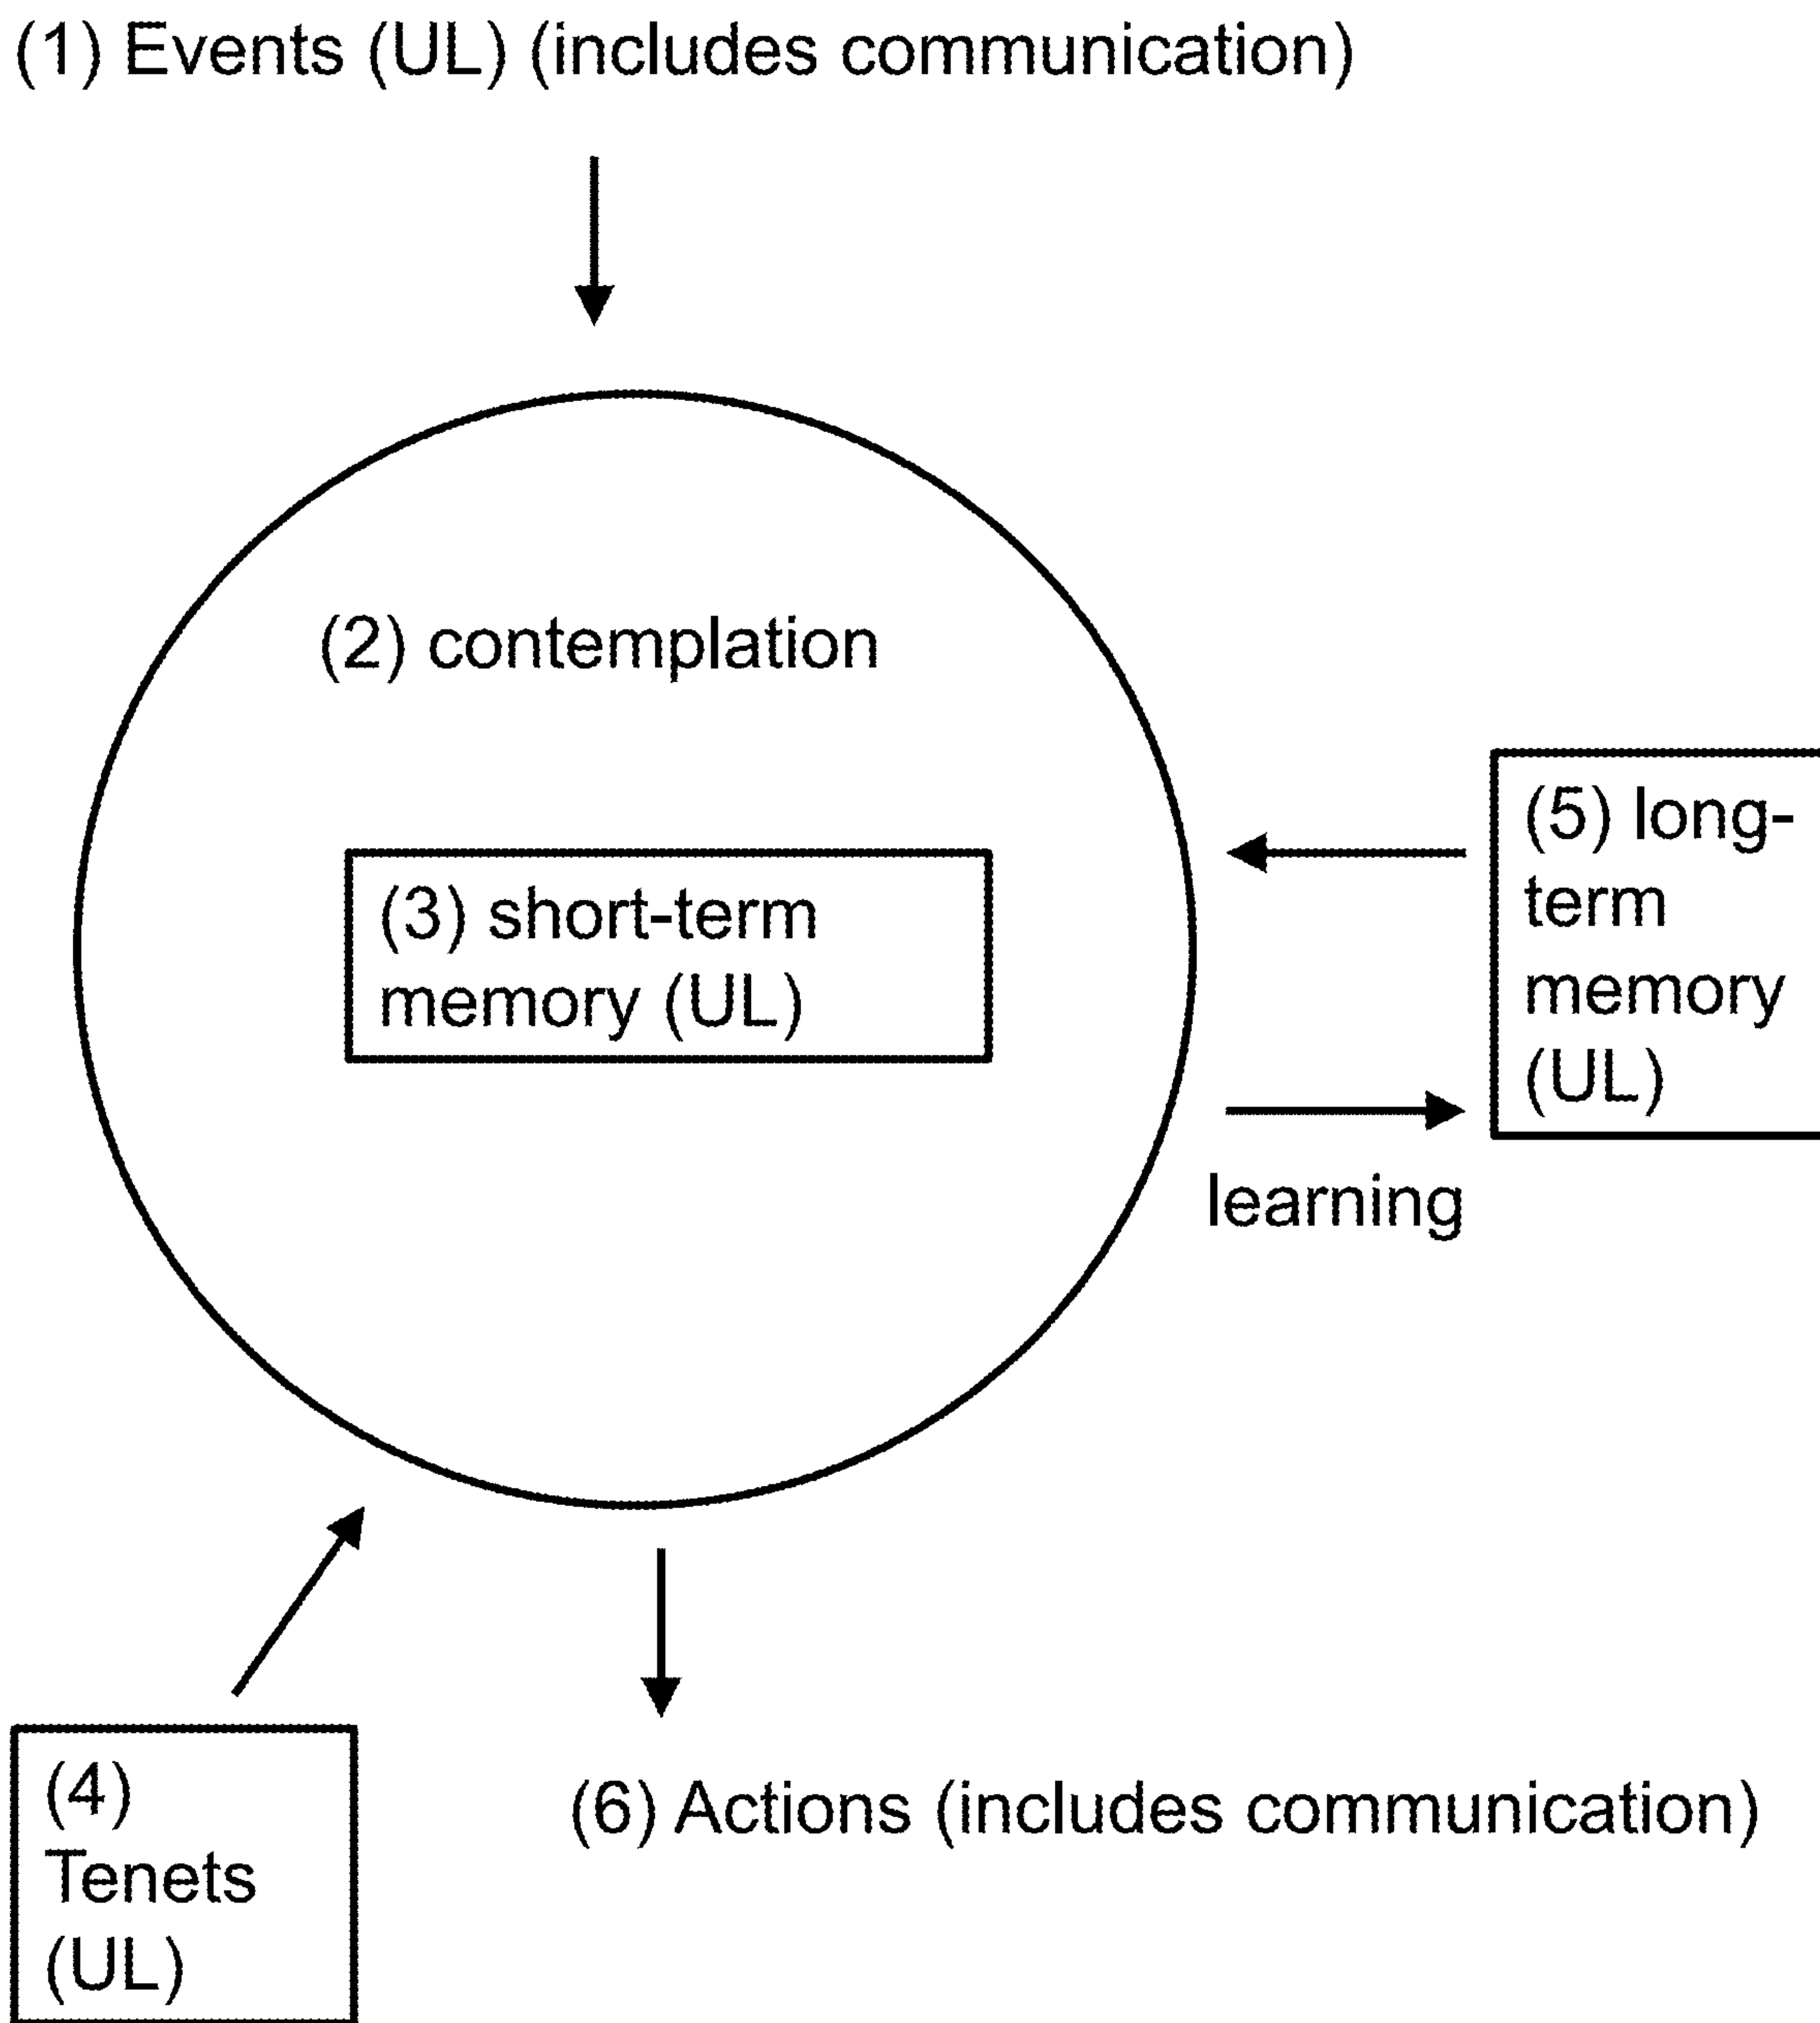 (1) Events (UL) (includes communication)
(2) contemplation
(3) short-term
memory (UL)
(5) long-
term
memory
(UL)
learning
(4)
Tenets
(UL)
(6) Actions (includes communication)